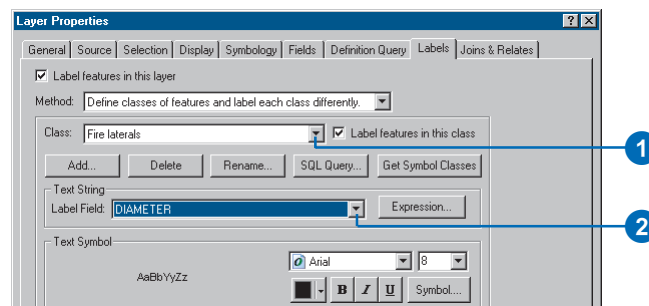 Layer Properties
General Source Selection Display Symbology Fields Definition Query Labels Joins & Relates
Label features in this layer
Method: Define classes of features and label each class differently.
Class: Fire laterals Label features in this class
1
Add... Delete Rename... SQL Query... Get Symbol Classes
Text String
Label Field: DIAMETER Expression...
2
Text Symbol
AaBbYyZz
Arial 8
B I U Symbol....